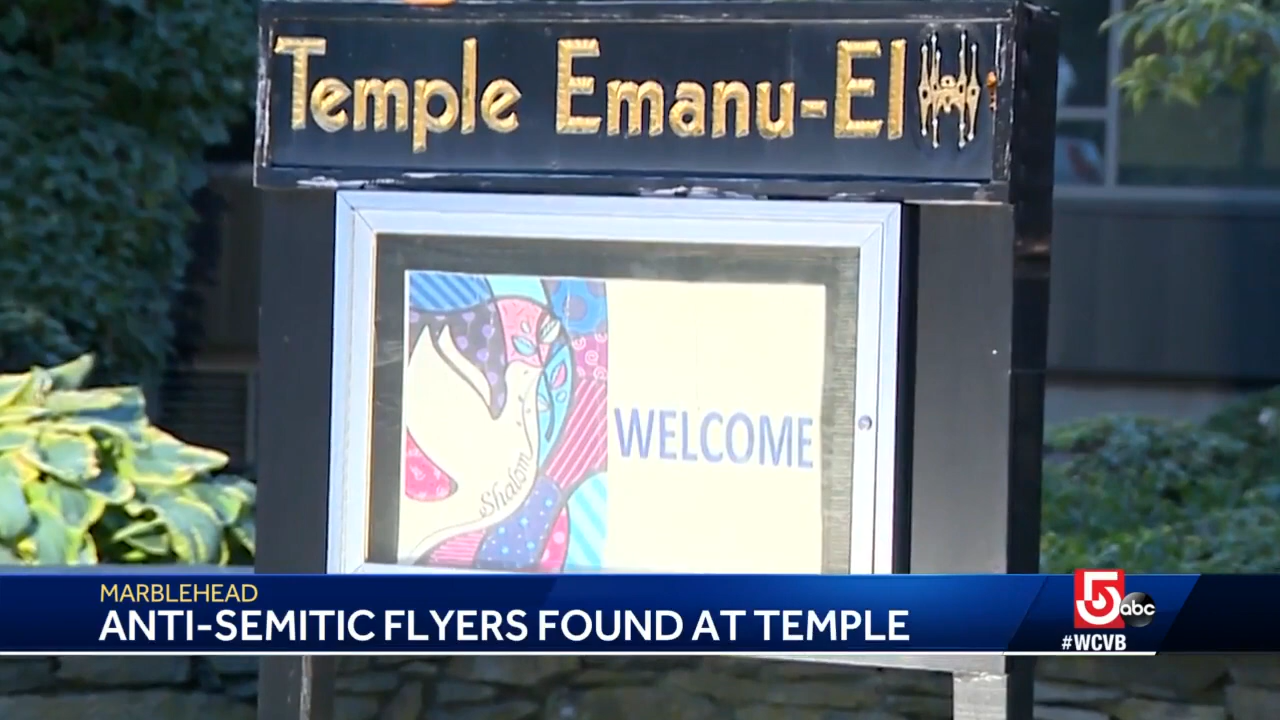 Temple Emanu-El
Shalom
WELCOME
MARBLEHEAD
ANTI-SEMITIC FLYERS FOUND AT TEMPLE
5 abc
#WCVB